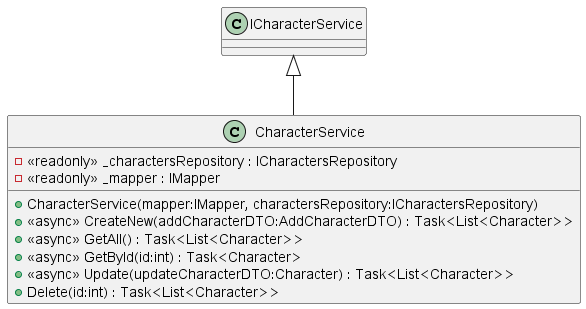 C ICharacterService
C CharacterService
«readonly» _charactersRepository : ICharactersRepository
«readonly» _mapper : IMapper
CharacterService(mapper:IMapper, charactersRepository:ICharactersRepository)
«async» CreateNew(addCharacterDTO:AddCharacterDTO) : Task<List<Character>>
«async» GetAll() : Task<List<Character>>
«async» GetById(id:int) : Task<Character>
«async» Update(updateCharacterDTO:Character) : Task<List<Character>>
Delete(id:int) : Task<List<Character>>